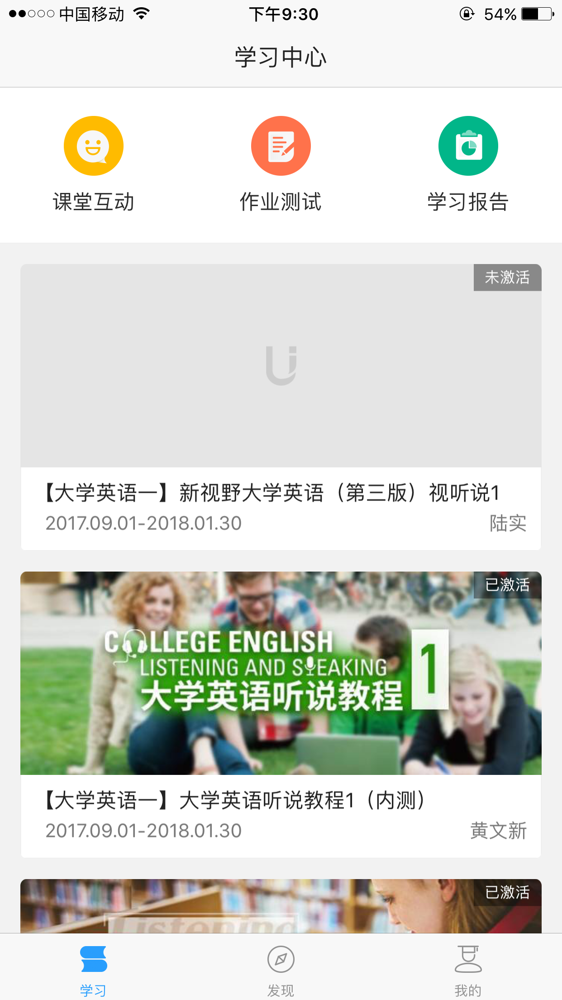 中国移动 下午9:30 54%
学习中心
课堂互动 作业测试 学习报告
未激活
【大学英语一】新视野大学英语（第三版）视听说1
2017.09.01-2018.01.30 陆实
已激活
COLLEGE ENGLISH
LISTENING AND SPEAKING
大学英语听说教程 1
【大学英语一】大学英语听说教程1（内测）
2017.09.01-2018.01.30 黄文新
已激活
Listening
学习 发现 我的